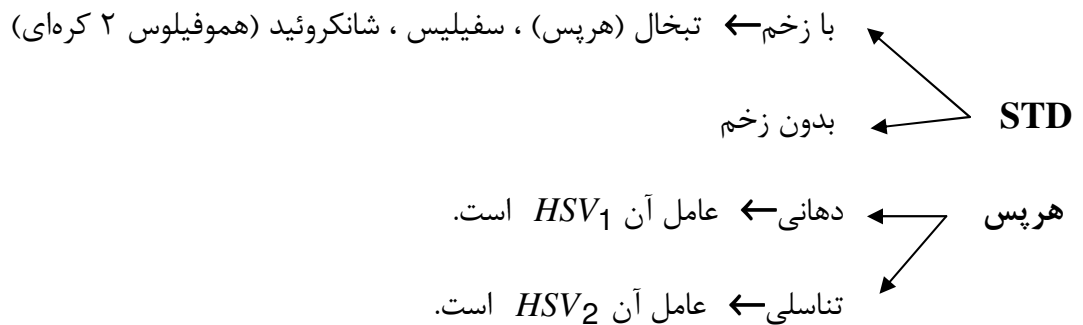 با زخم← تبخال (هرپس) ، سفیلیس ، شانکروئید (هموفیلوس ۲ کره‌ای)
STD
بدون زخم
هرپس دهانی← عامل آن HSV1 است.
تناسلی← عامل آن HSV2 است.